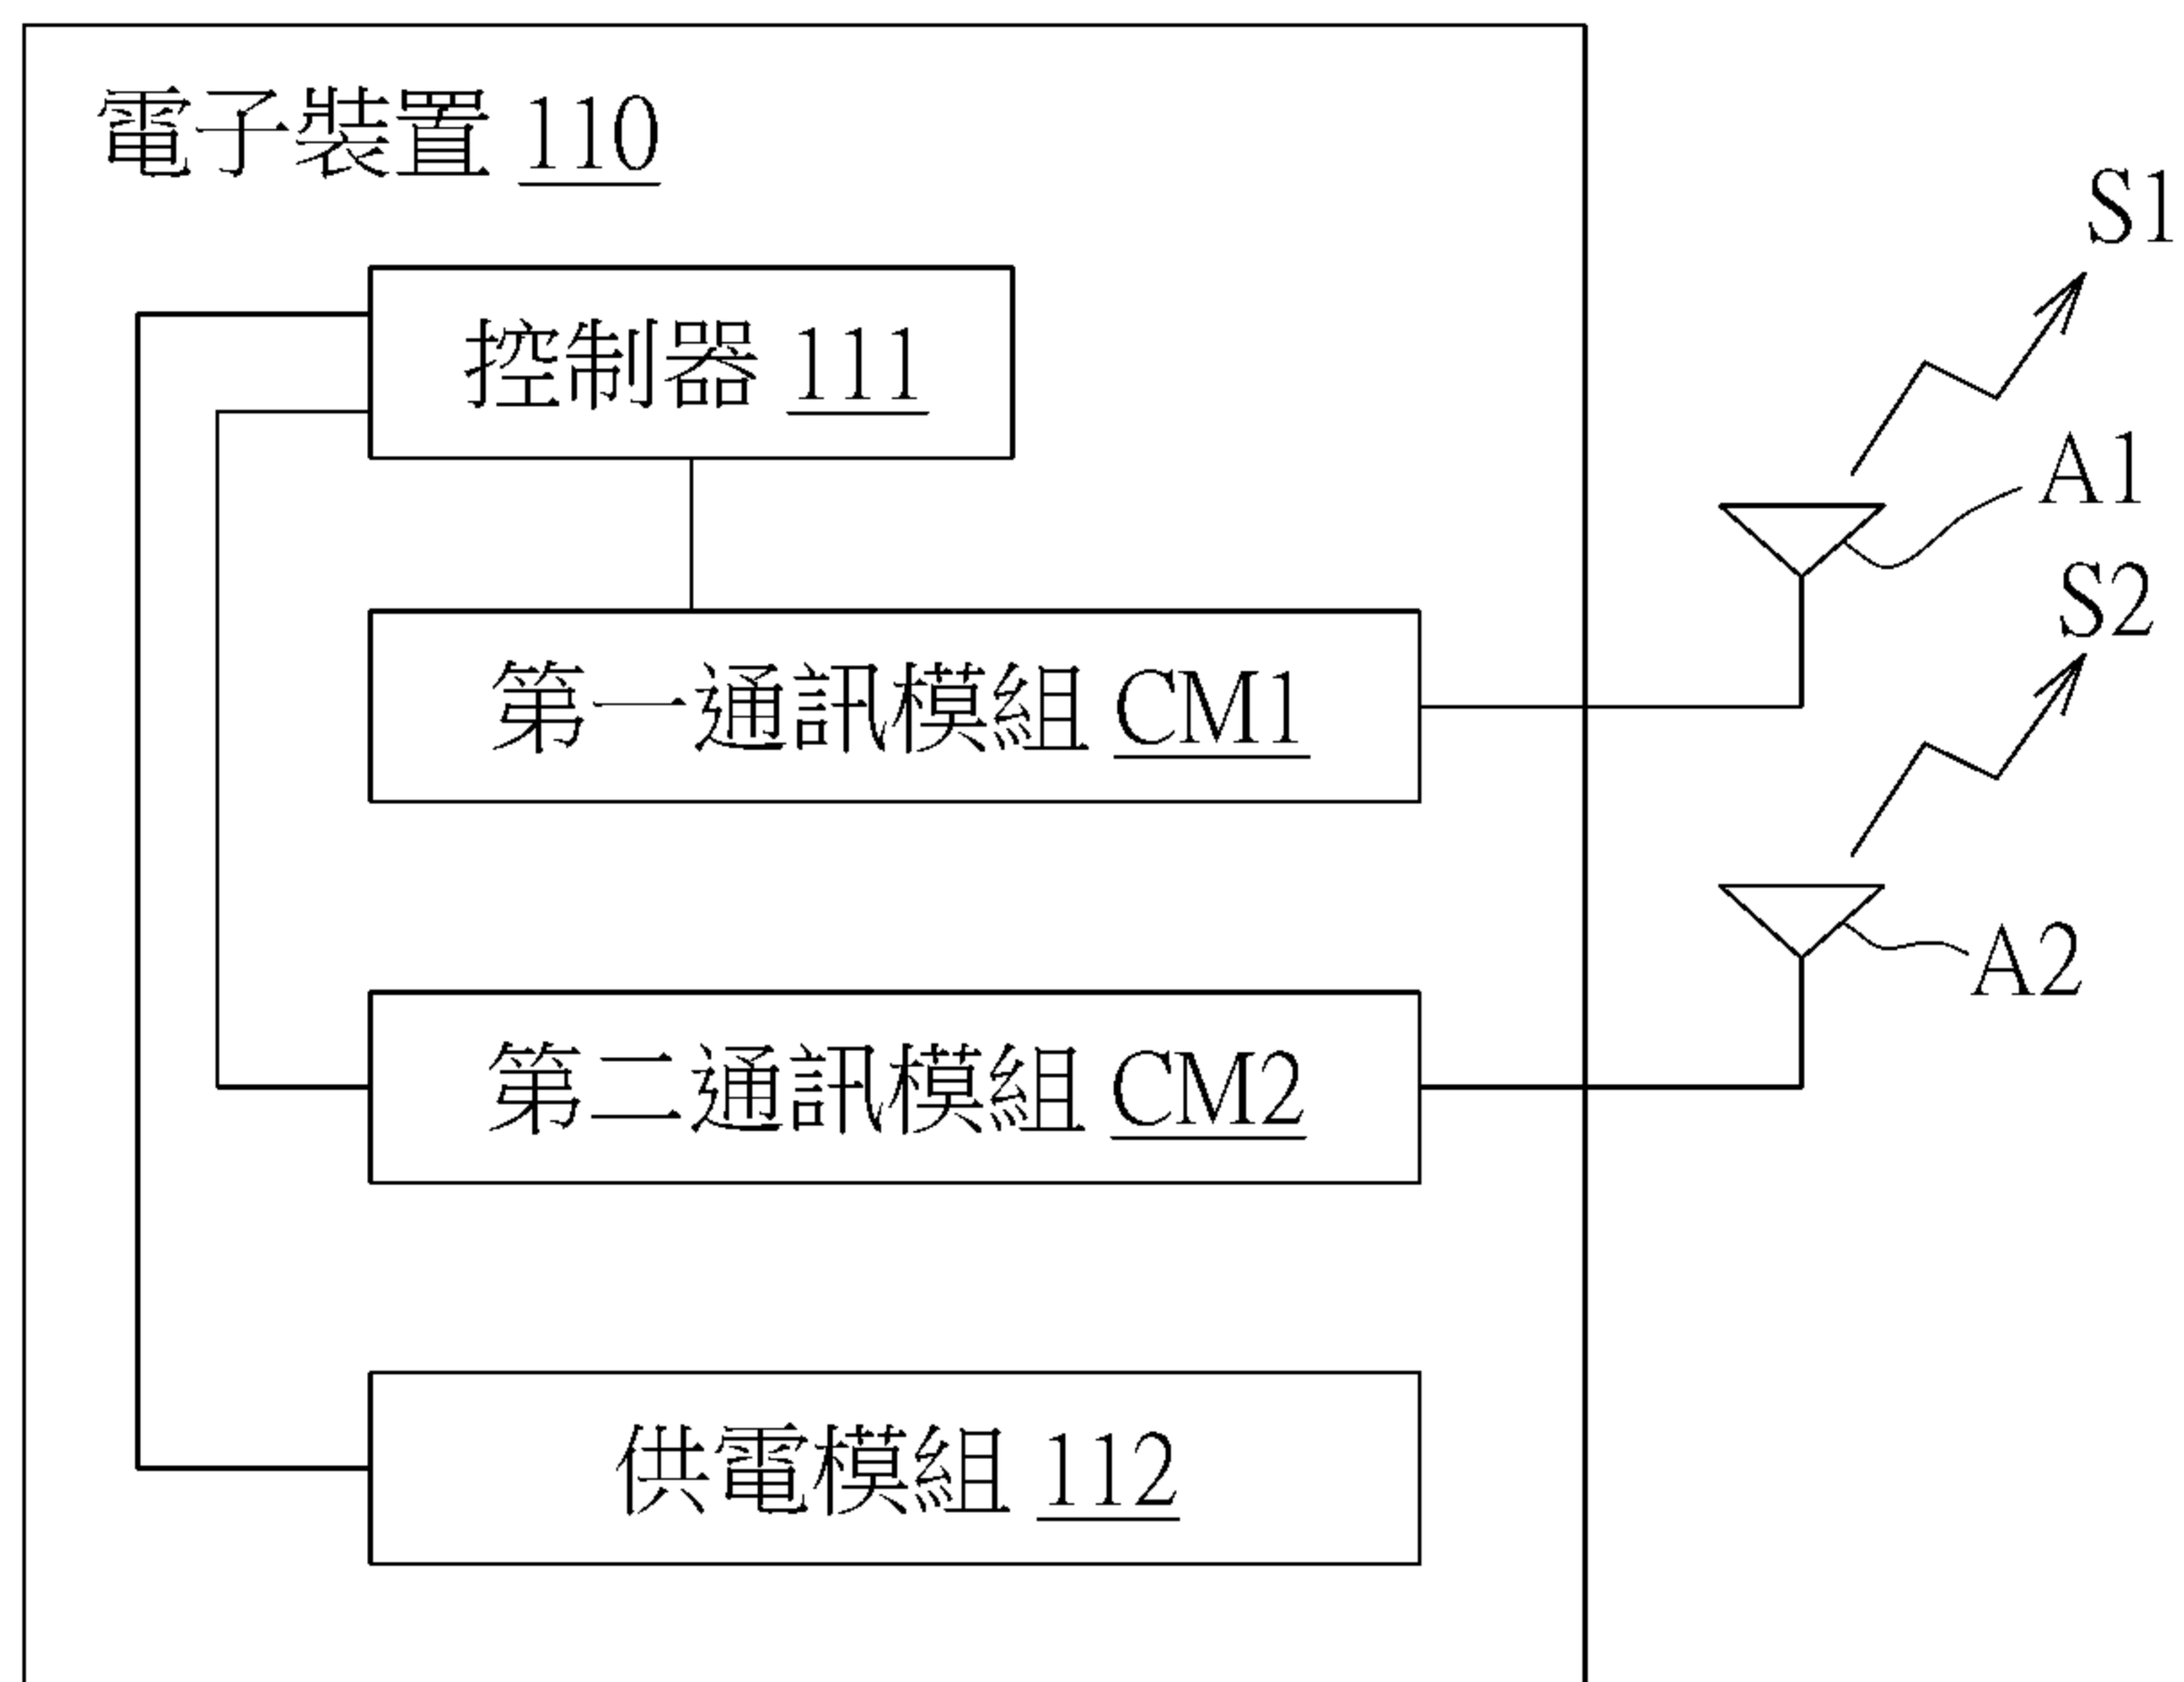 電子裝置 110
S1
控制器 111
A1
S2
第一通訊模組 CM1
A2
第二通訊模組 CM2
供電模組 112